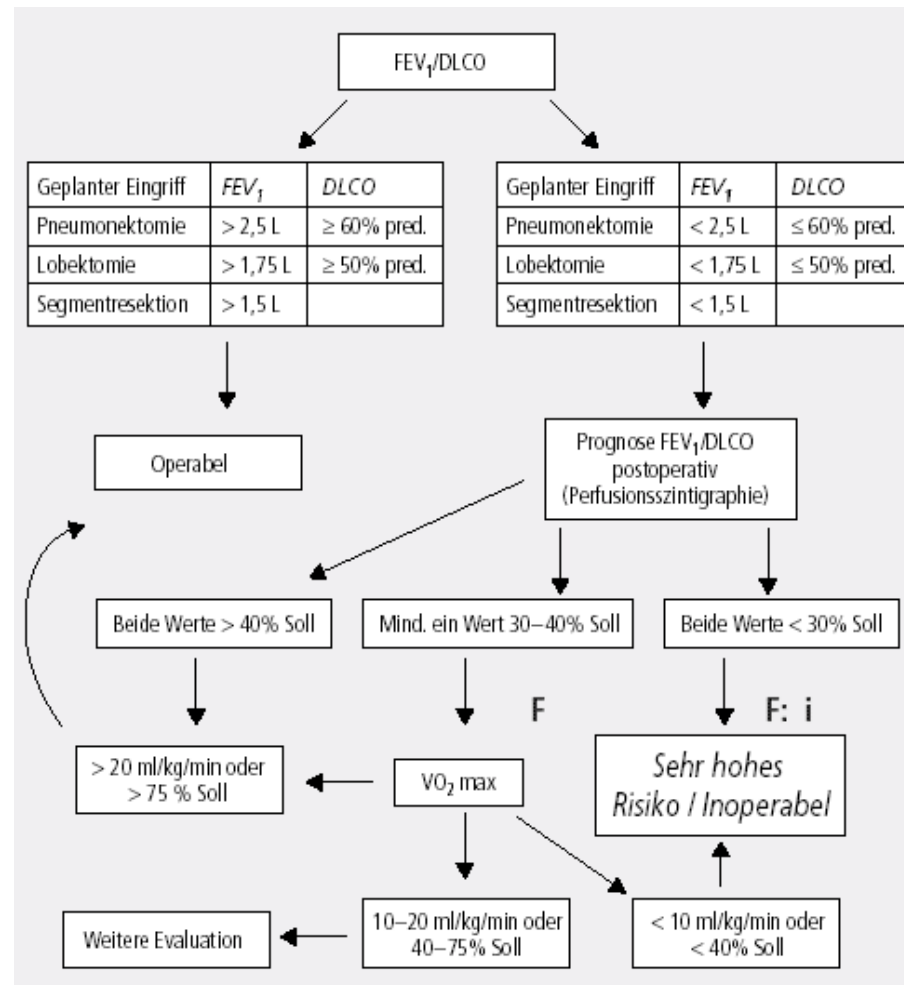 FEV₁/DLCO
Geplanter Eingriff FEV₁ DLCO
Pneumonektomie > 2,5 L ≥ 60% pred.
Lobektomie > 1,75 L ≥ 50% pred.
Segmentresektion > 1,5 L
Geplanter Eingriff FEV₁ DLCO
Pneumonektomie < 2,5 L ≤ 60% pred.
Lobektomie < 1,75 L ≤ 50% pred.
Segmentresektion < 1,5 L
Operabel
Prognose FEV₁/DLCO
postoperativ
(Perfusionsszintigraphie)
Beide Werte > 40% Soll
Mind. ein Wert 30–40% Soll
Beide Werte < 30% Soll
F
F: i
> 20 ml/kg/min oder
> 75 % Soll
VO₂ max
Sehr hohes
Risiko / Inoperabel
Weitere Evaluation
10–20 ml/kg/min oder
40–75% Soll
< 10 ml/kg/min oder
< 40% Soll